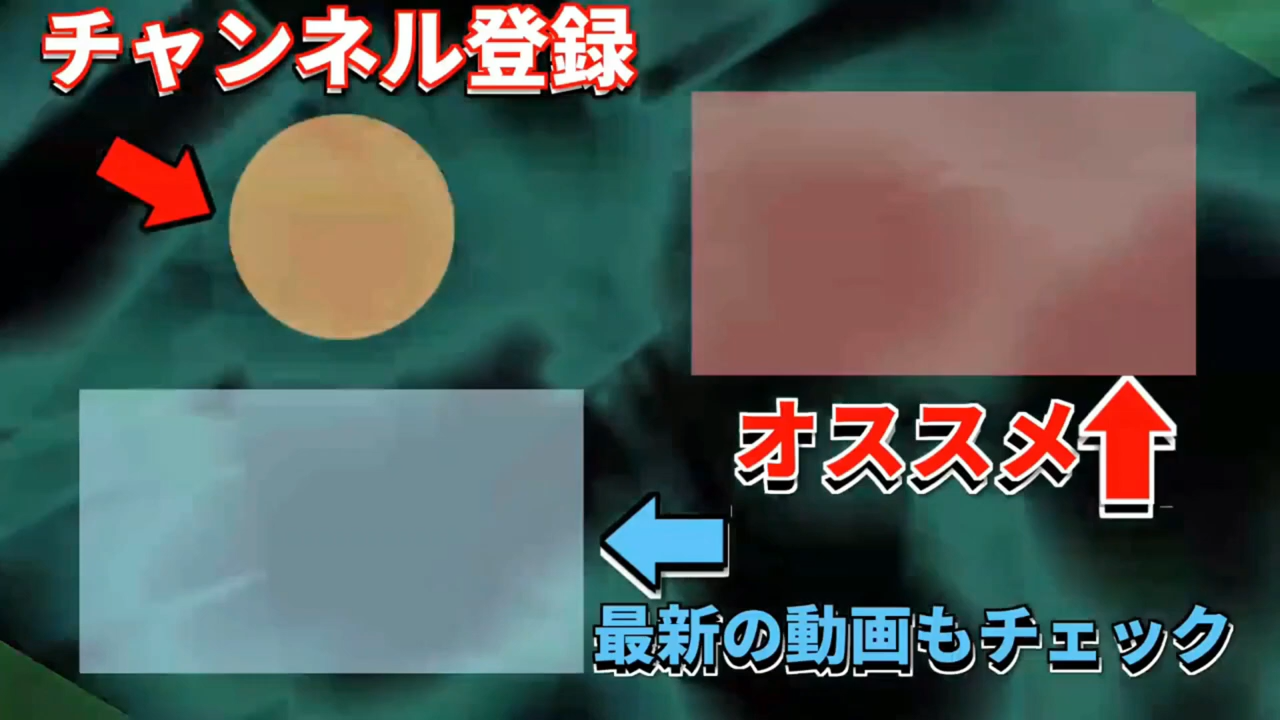 チャンネル登録
オススメ
最新の動画もチェック